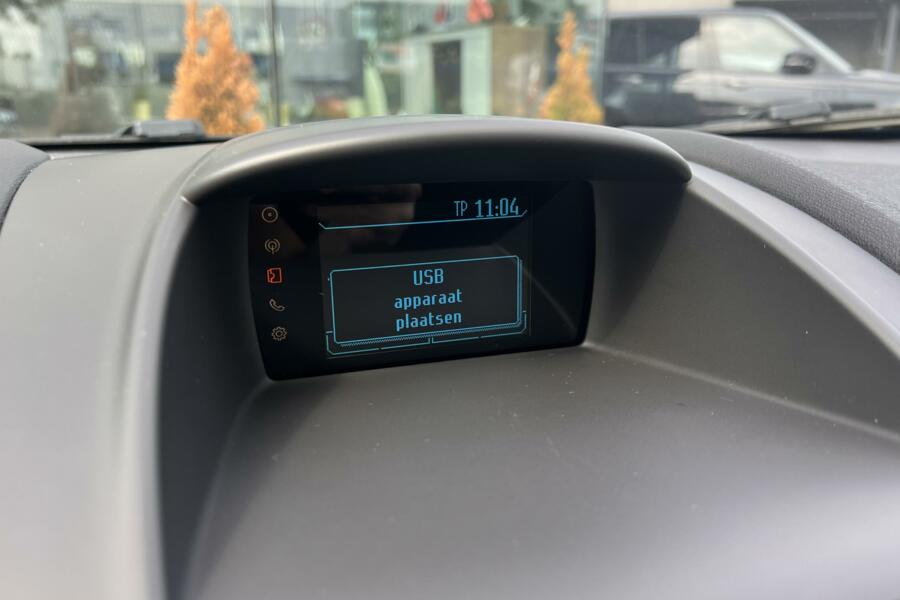 TP 11:04
USB
apparaat
plaatsen